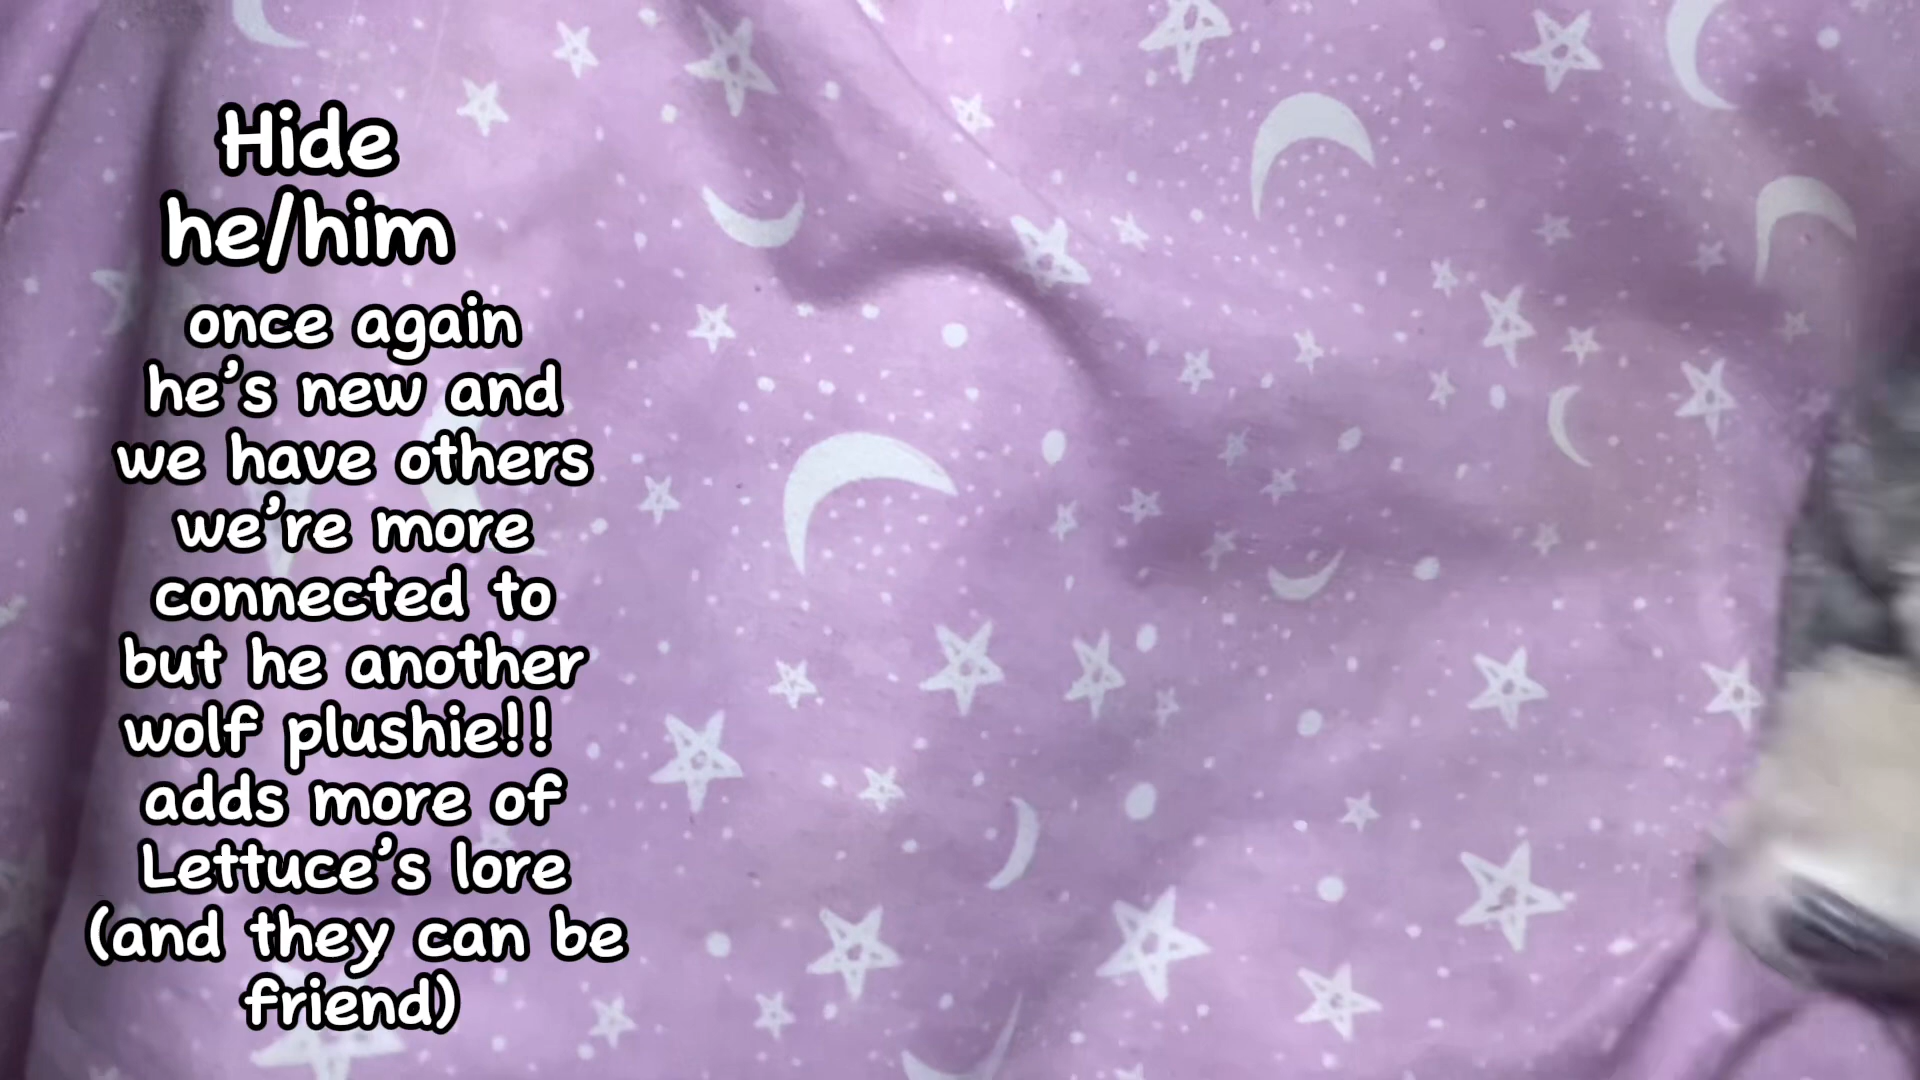 Hide
he/him
once again
he's new and
we have others
we're more
connected to
but he another
wolf plushie!!
adds more of
Lettuce's lore
(and they can be
friend)